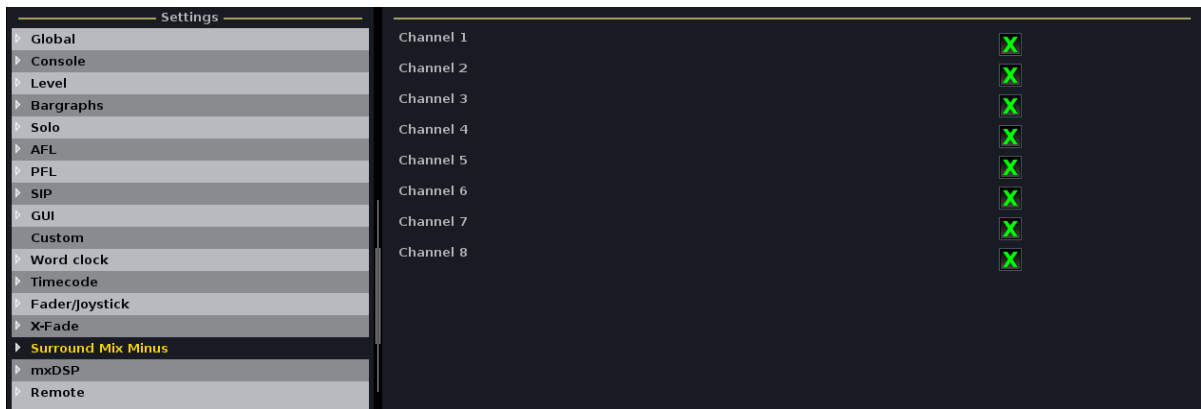 Settings
Global
Console
Level
Bargraphs
Solo
AFL
PFL
SIP
GUI
Custom
Word clock
Timecode
Fader/Joystick
X-Fade
Surround Mix Minus
mxDSP
Remote
Channel 1 X
Channel 2 X
Channel 3 X
Channel 4 X
Channel 5 X
Channel 6 X
Channel 7 X
Channel 8 X